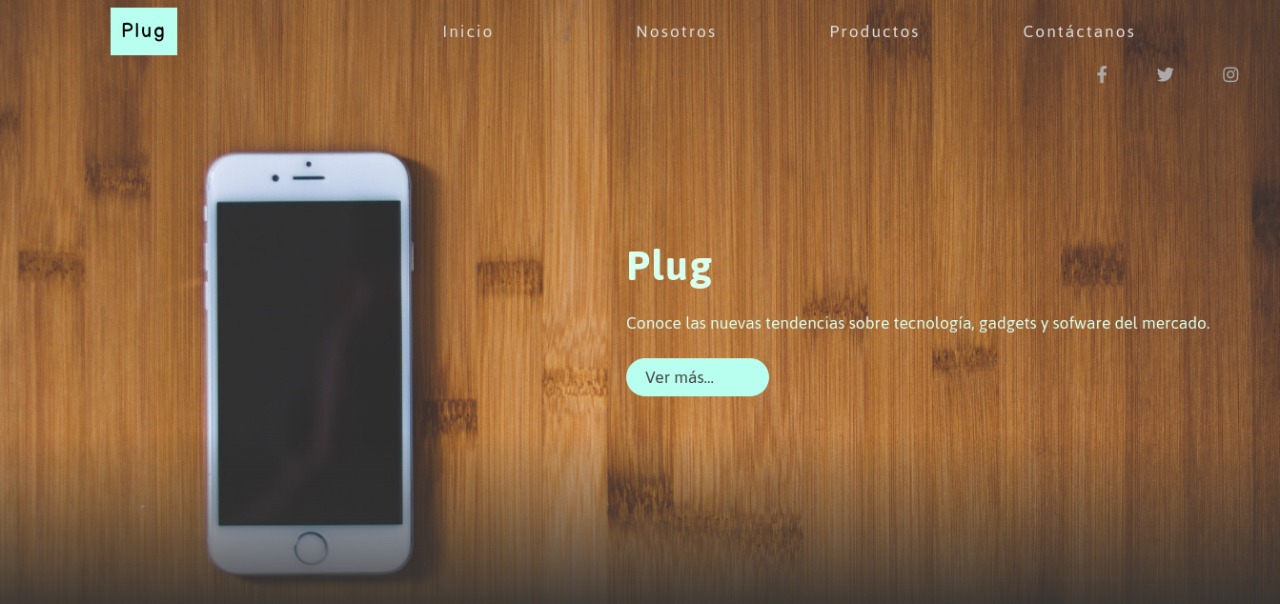 Plug
Inicio Nosotros Productos Contáctanos
Plug
Conoce las nuevas tendencias sobre tecnología, gadgets y sofware del mercado.
Ver más...